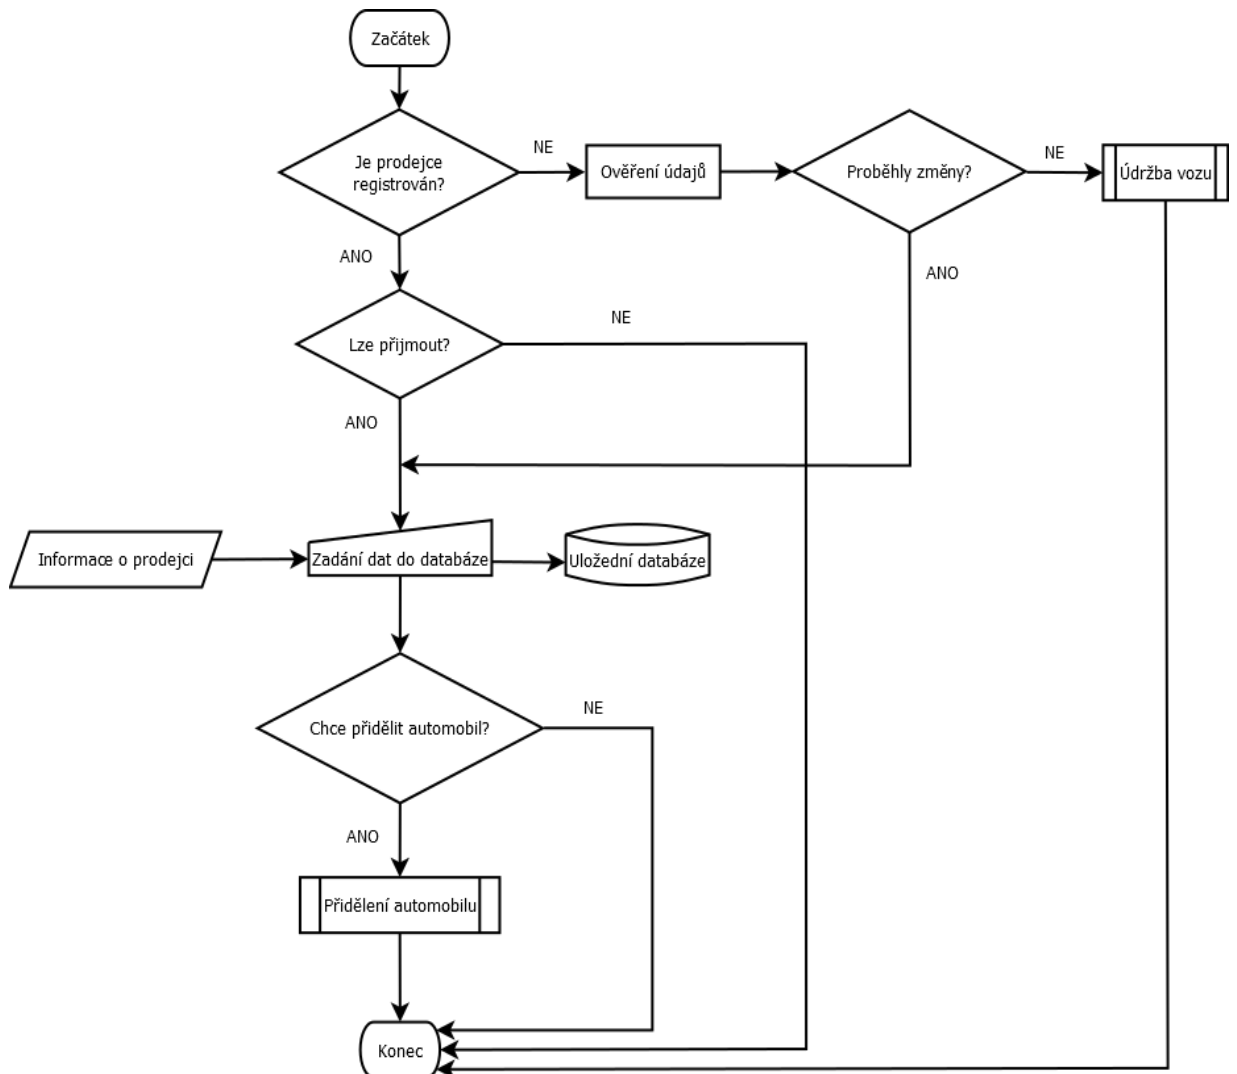 Začátek
Je prodejce
registrován?
NE
Ověření údajů
Proběhly změny?
NE
Údržba vozu
ANO
ANO
Lze přijmout?
NE
ANO
Informace o prodejci
Zadání dat do databáze
Uložední databáze
Chce přidělit automobil?
NE
ANO
Přidělení automobilu
Konec